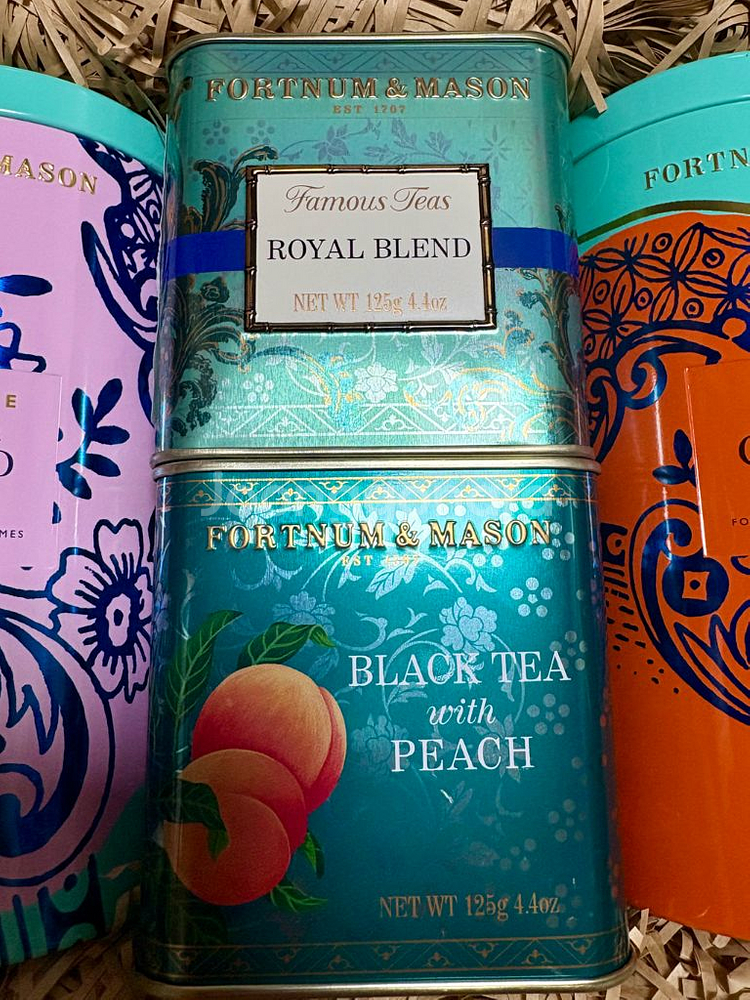 MASON
FORTNUM & MASON
EST 1707
Famous Teas
ROYAL BLEND
NET WT 125g 4.4oz
FORTNUM & MASON
BLACK TEA
with
PEACH
NET WT 125g 4.4oz